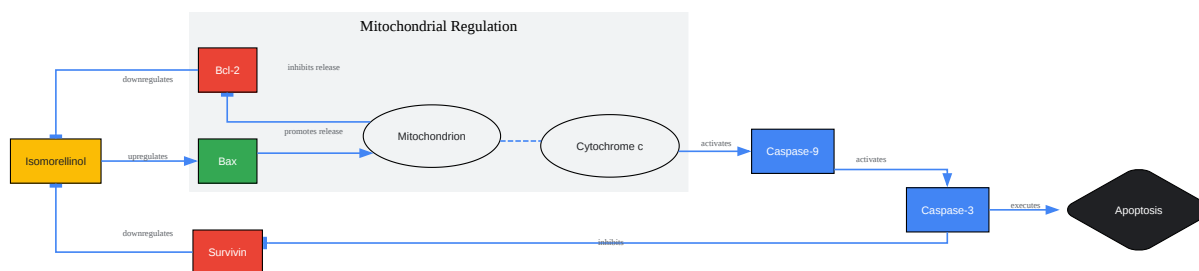 Mitochondrial Regulation
Bcl-2
inhibits release
downregulates
promotes release
Mitochondrion
Cytochrome c
activates
Caspase-9
Isomorellinol
upregulates
Bax
activates
Caspase-3
executes
Apoptosis
downregulates
Survivin
inhibits